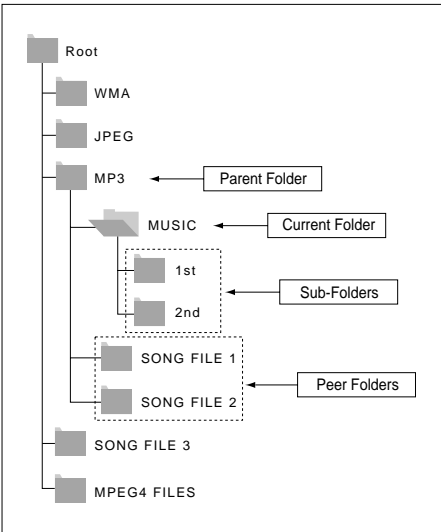 Root
WMA
JPEG
MP3
Parent Folder
MUSIC
Current Folder
1st
Sub-Folders
2nd
SONG FILE 1
Peer Folders
SONG FILE 2
SONG FILE 3
MPEG4 FILES